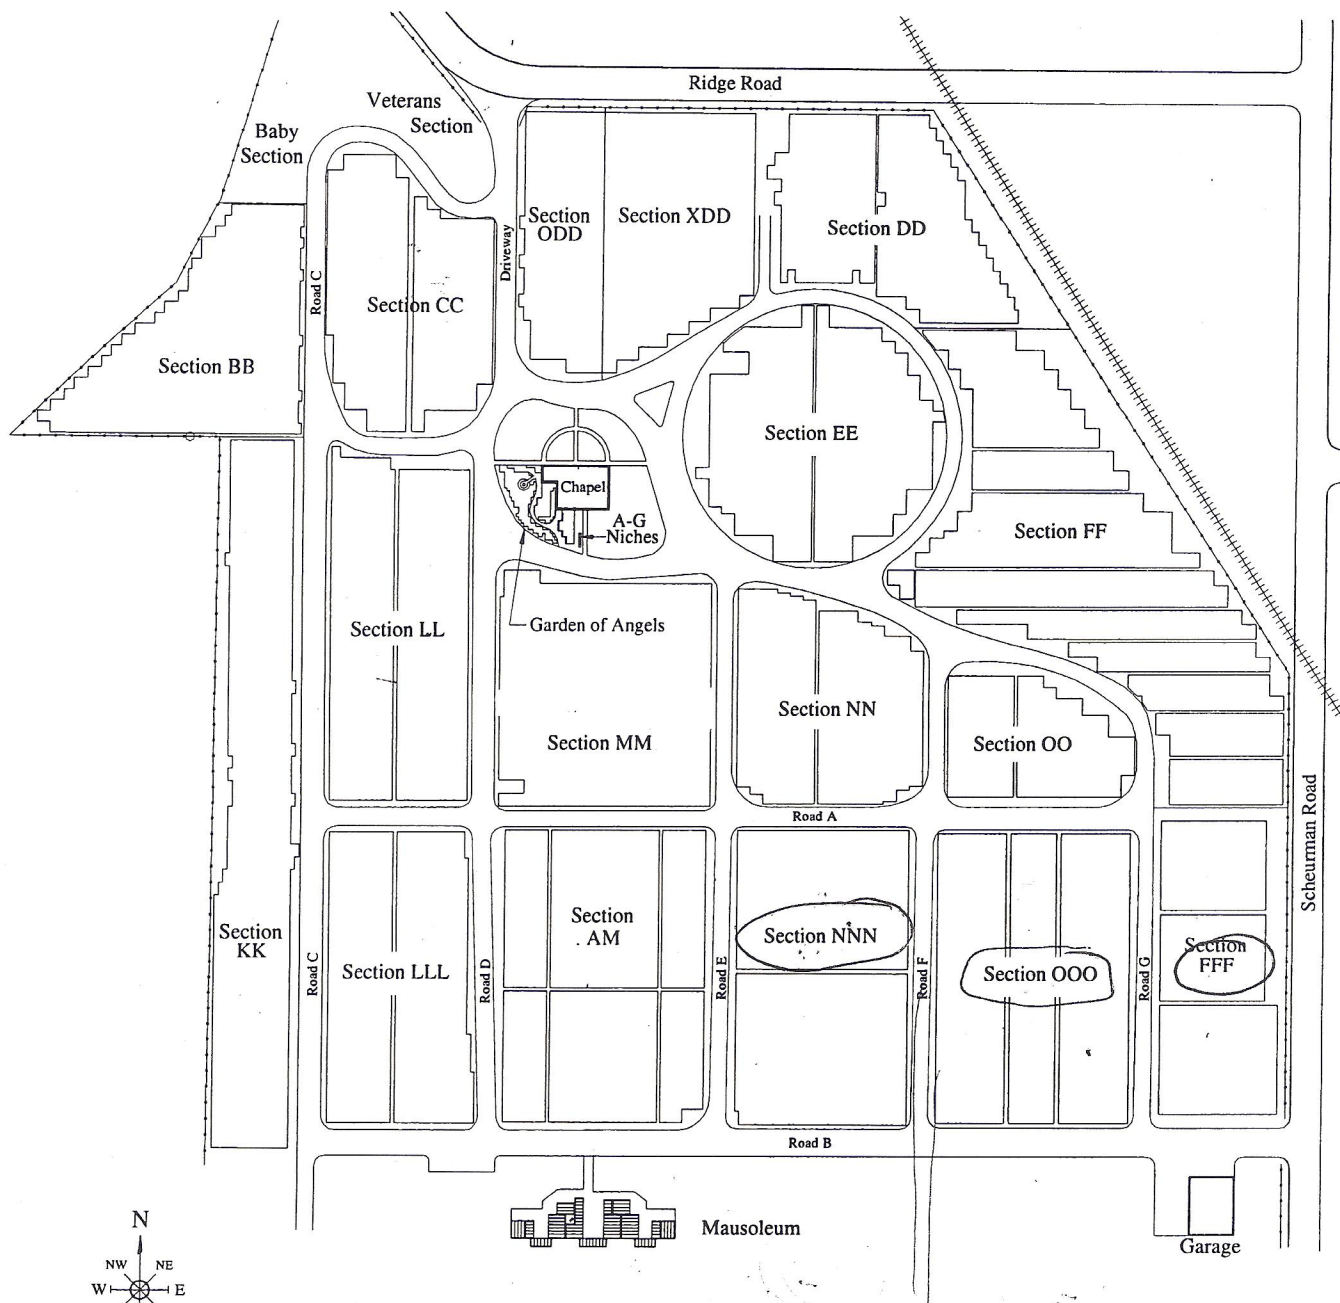 Ridge Road
Veterans
Section
Baby
Section
Section
ODD
Section XDD
Section DD
Driveway
Road C
Section CC
Section BB
Section EE
Chapel
A-G
Niches
Section FF
Garden of Angels
Section LL
Section MM
Section NN
Section OO
Road A
Scheurman Road
Section
KK
Road C
Section LLL
Road D
Section
AM
Road E
Section NNN
Road F
Section OOO
Road G
Section
FFF
Road B
Mausoleum
Garage
N
NW NE
W E